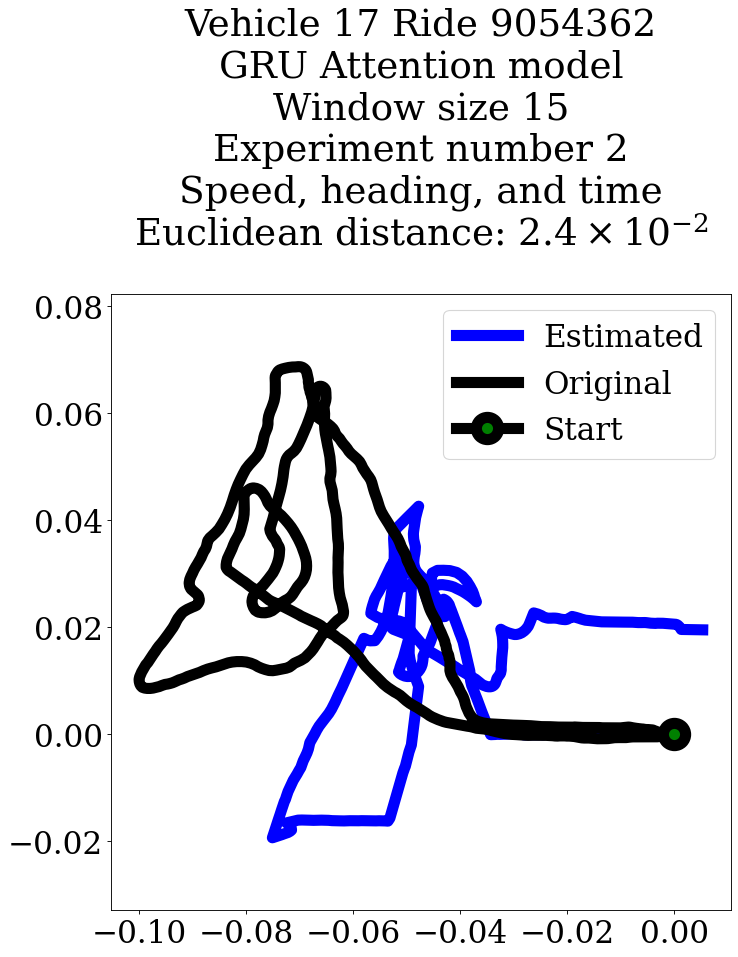 Vehicle 17 Ride 9054362
GRU Attention model
Window size 15
Experiment number 2
Speed, heading, and time
Euclidean distance: 2.4 × 10⁻²
Estimated
Original
Start
0.08
0.06
0.04
0.02
0.00
−0.02
−0.10 −0.08 −0.06 −0.04 −0.02 0.00